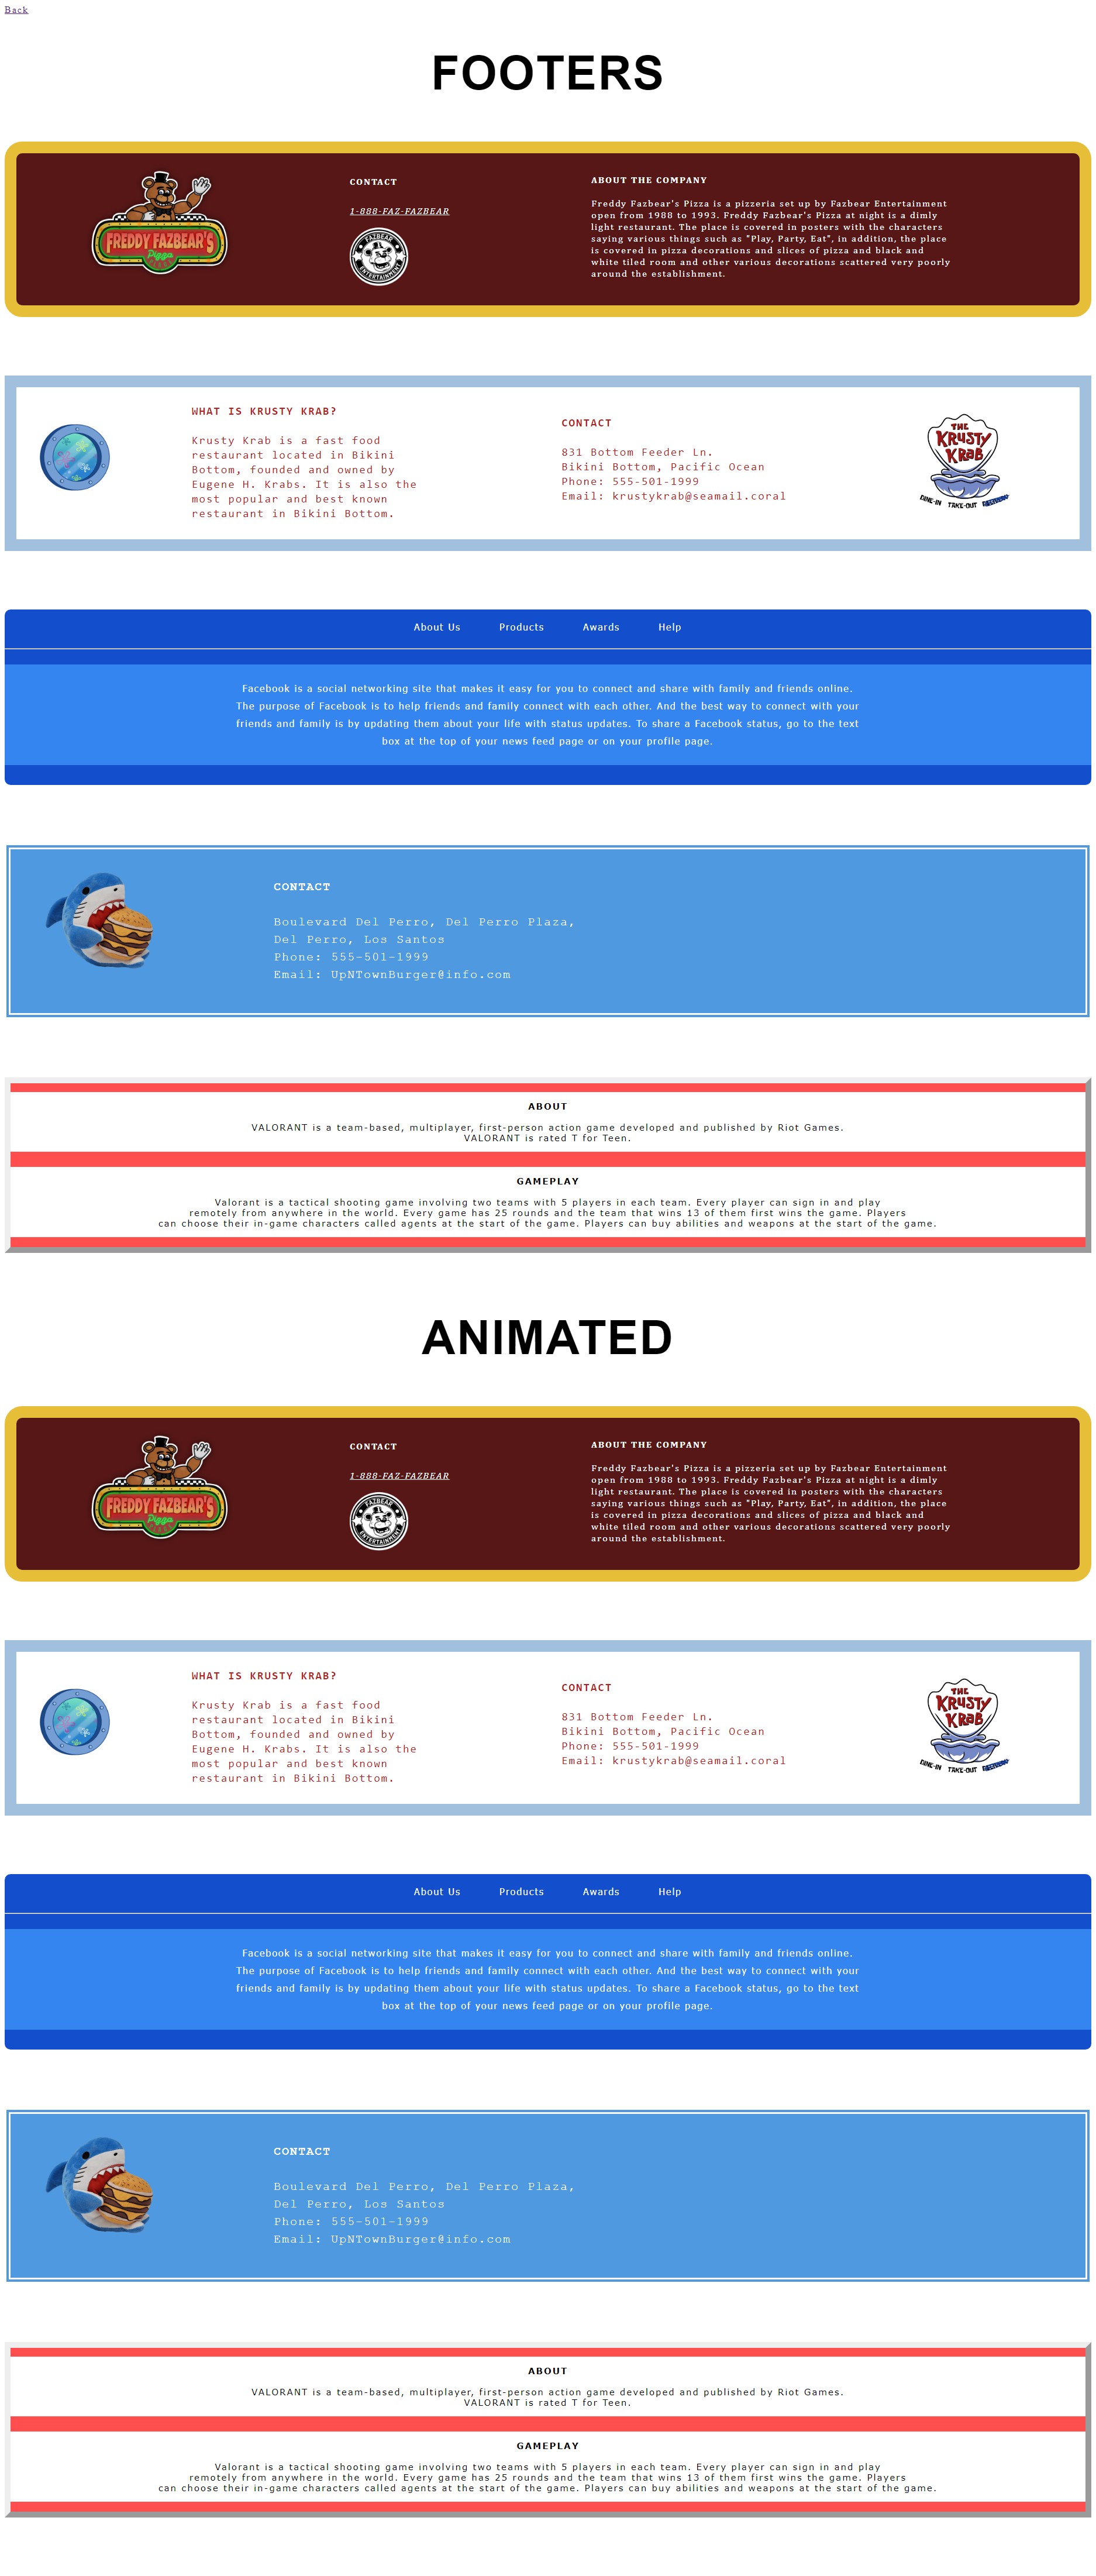 Back
FOOTERS
FREDDY FAZBEAR'S
Pizza
CONTACT
1-888-FAZ-FAZBEAR
FAZBEAR
ENTERTAINMENT
ABOUT THE COMPANY
Freddy Fazbear's Pizza is a pizzeria set up by Fazbear Entertainment
open from 1988 to 1993. Freddy Fazbear's Pizza at night is a dimly
light restaurant. The place is covered in posters with the characters
saying various things such as "Play, Party, Eat", in addition, the place
is covered in pizza decorations and slices of pizza and black and
white tiled room and other various decorations scattered very poorly
around the establishment.
WHAT IS KRUSTY KRAB?
Krusty Krab is a fast food
restaurant located in Bikini
Bottom, founded and owned by
Eugene H. Krabs. It is also the
most popular and best known
restaurant in Bikini Bottom.
CONTACT
831 Bottom Feeder Ln.
Bikini Bottom, Pacific Ocean
Phone: 555-501-1999
Email: krustykrab@seamail.coral
THE
KRUSTY
KRAB
DINE-IN TAKE-OUT
About Us Products Awards Help
Facebook is a social networking site that makes it easy for you to connect and share with family and friends online.
The purpose of Facebook is to help friends and family connect with each other. And the best way to connect with your
friends and family is by updating them about your life with status updates. To share a Facebook status, go to the text
box at the top of your news feed page or on your profile page.
CONTACT
Boulevard Del Perro, Del Perro Plaza,
Del Perro, Los Santos
Phone: 555-501-1999
Email: UpNTownBurger@info.com
ABOUT
VALORANT is a team-based, multiplayer, first-person action game developed and published by Riot Games.
VALORANT is rated T for Teen.
GAMEPLAY
Valorant is a tactical shooting game involving two teams with 5 players in each team. Every player can sign in and play
remotely from anywhere in the world. Every game has 25 rounds and the team that wins 13 of them first wins the game. Players
can choose their in-game characters called agents at the start of the game. Players can buy abilities and weapons at the start of the game.
ANIMATED
FREDDY FAZBEAR'S
Pizza
CONTACT
1-888-FAZ-FAZBEAR
FAZBEAR
ENTERTAINMENT
ABOUT THE COMPANY
Freddy Fazbear's Pizza is a pizzeria set up by Fazbear Entertainment
open from 1988 to 1993. Freddy Fazbear's Pizza at night is a dimly
light restaurant. The place is covered in posters with the characters
saying various things such as "Play, Party, Eat", in addition, the place
is covered in pizza decorations and slices of pizza and black and
white tiled room and other various decorations scattered very poorly
around the establishment.
WHAT IS KRUSTY KRAB?
Krusty Krab is a fast food
restaurant located in Bikini
Bottom, founded and owned by
Eugene H. Krabs. It is also the
most popular and best known
restaurant in Bikini Bottom.
CONTACT
831 Bottom Feeder Ln.
Bikini Bottom, Pacific Ocean
Phone: 555-501-1999
Email: krustykrab@seamail.coral
THE
KRUSTY
KRAB
DINE-IN TAKE-OUT
About Us Products Awards Help
Facebook is a social networking site that makes it easy for you to connect and share with family and friends online.
The purpose of Facebook is to help friends and family connect with each other. And the best way to connect with your
friends and family is by updating them about your life with status updates. To share a Facebook status, go to the text
box at the top of your news feed page or on your profile page.
CONTACT
Boulevard Del Perro, Del Perro Plaza,
Del Perro, Los Santos
Phone: 555-501-1999
Email: UpNTownBurger@info.com
ABOUT
VALORANT is a team-based, multiplayer, first-person action game developed and published by Riot Games.
VALORANT is rated T for Teen.
GAMEPLAY
Valorant is a tactical shooting game involving two teams with 5 players in each team. Every player can sign in and play
remotely from anywhere in the world. Every game has 25 rounds and the team that wins 13 of them first wins the game. Players
can choose their in-game characters called agents at the start of the game. Players can buy abilities and weapons at the start of the game.